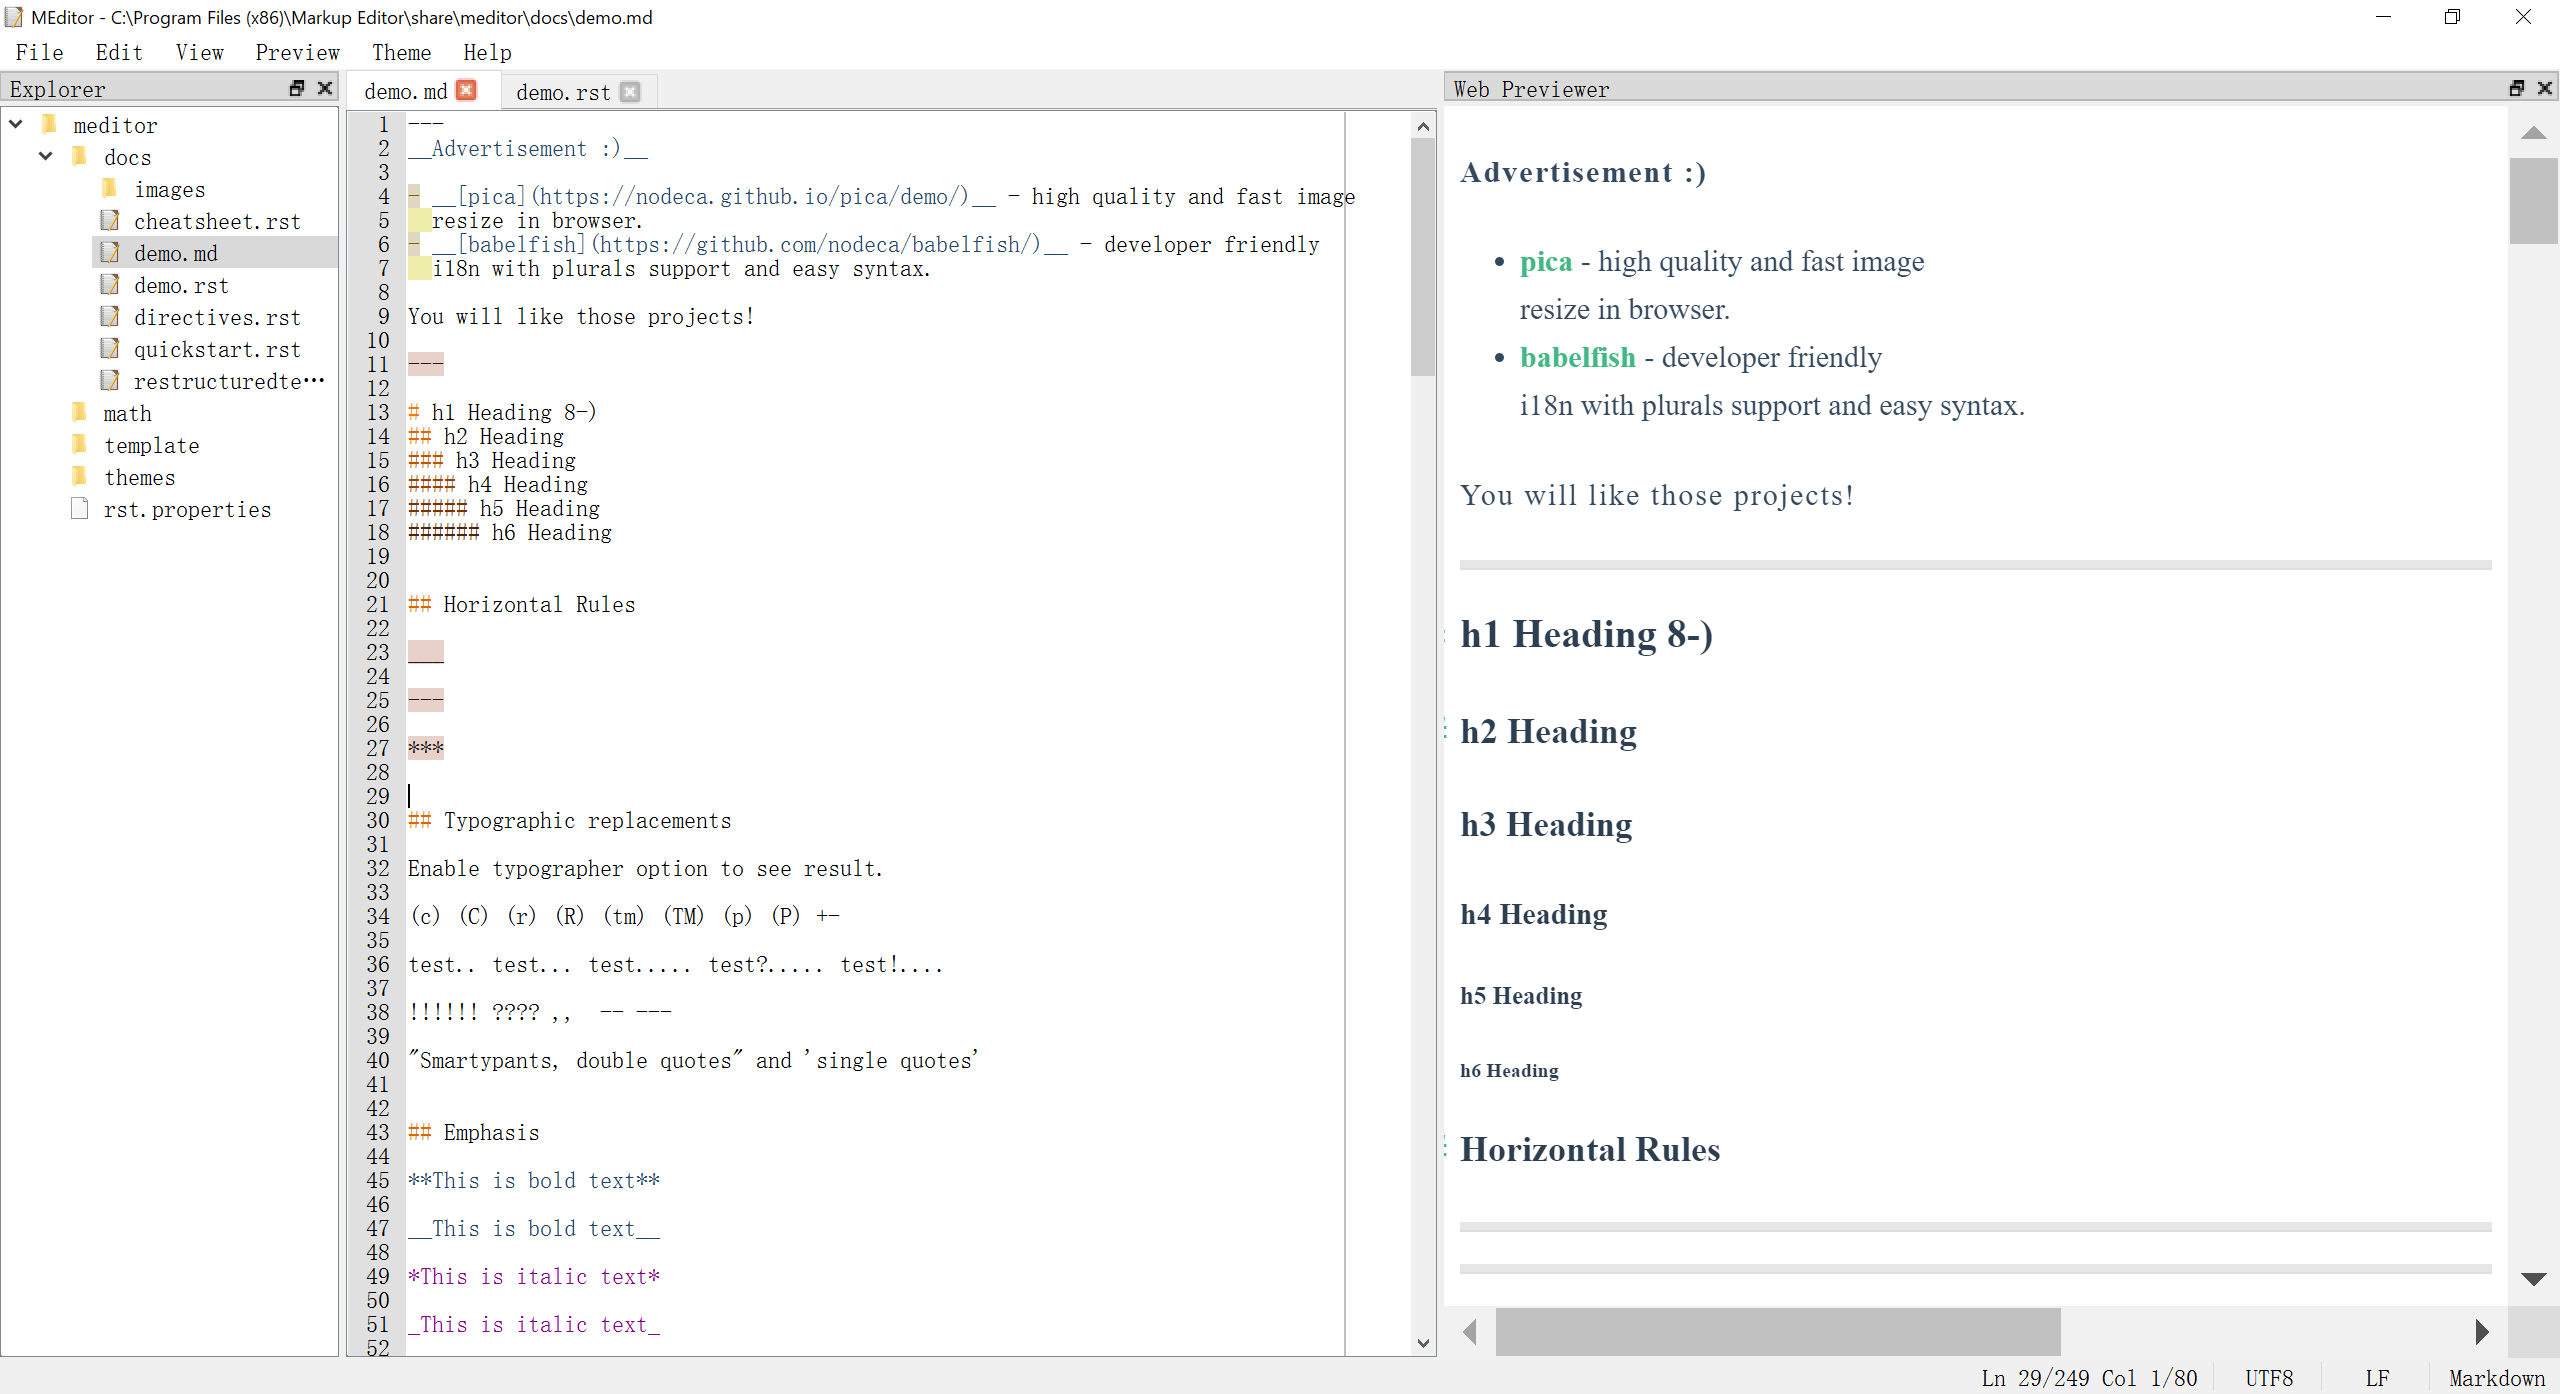 MEditor - C:\Program Files (x86)\Markup Editor\share\meditor\docs\demo.md
File Edit View Preview Theme Help
Explorer
meditor
docs
images
cheatsheet.rst
demo.md
demo.rst
directives.rst
quickstart.rst
restructuredte…
math
template
themes
rst.properties
demo.md demo.rst
1 ---
2 __Advertisement :)__
3
4 - __[pica](https://nodeca.github.io/pica/demo/)__ - high quality and fast image
5   resize in browser.
6 - __[babelfish](https://github.com/nodeca/babelfish/)__ - developer friendly
7   i18n with plurals support and easy syntax.
8
9 You will like those projects!
10
11 ---
12
13 # h1 Heading 8-)
14 ## h2 Heading
15 ### h3 Heading
16 #### h4 Heading
17 ##### h5 Heading
18 ###### h6 Heading
19
20
21 ## Horizontal Rules
22
23 ___
24
25 ---
26
27 ***
28
29
30 ## Typographic replacements
31
32 Enable typographer option to see result.
33
34 (c) (C) (r) (R) (tm) (TM) (p) (P) +-
35
36 test.. test... test..... test?..... test!....
37
38 !!!!!! ???? ,,  -- ---
39
40 "Smartypants, double quotes" and 'single quotes'
41
42
43 ## Emphasis
44
45 **This is bold text**
46
47 __This is bold text__
48
49 *This is italic text*
50
51 _This is italic text_
52
Web Previewer
Advertisement :)
• pica - high quality and fast image
resize in browser.
• babelfish - developer friendly
i18n with plurals support and easy syntax.
You will like those projects!
h1 Heading 8-)
h2 Heading
h3 Heading
h4 Heading
h5 Heading
h6 Heading
Horizontal Rules
Ln 29/249 Col 1/80 UTF8 LF Markdown